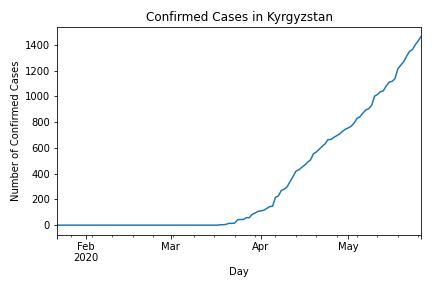 Confirmed Cases in Kyrgyzstan
Number of Confirmed Cases
1400
1200
1000
800
600
400
200
0
Feb
2020
Mar
Apr
May
Day